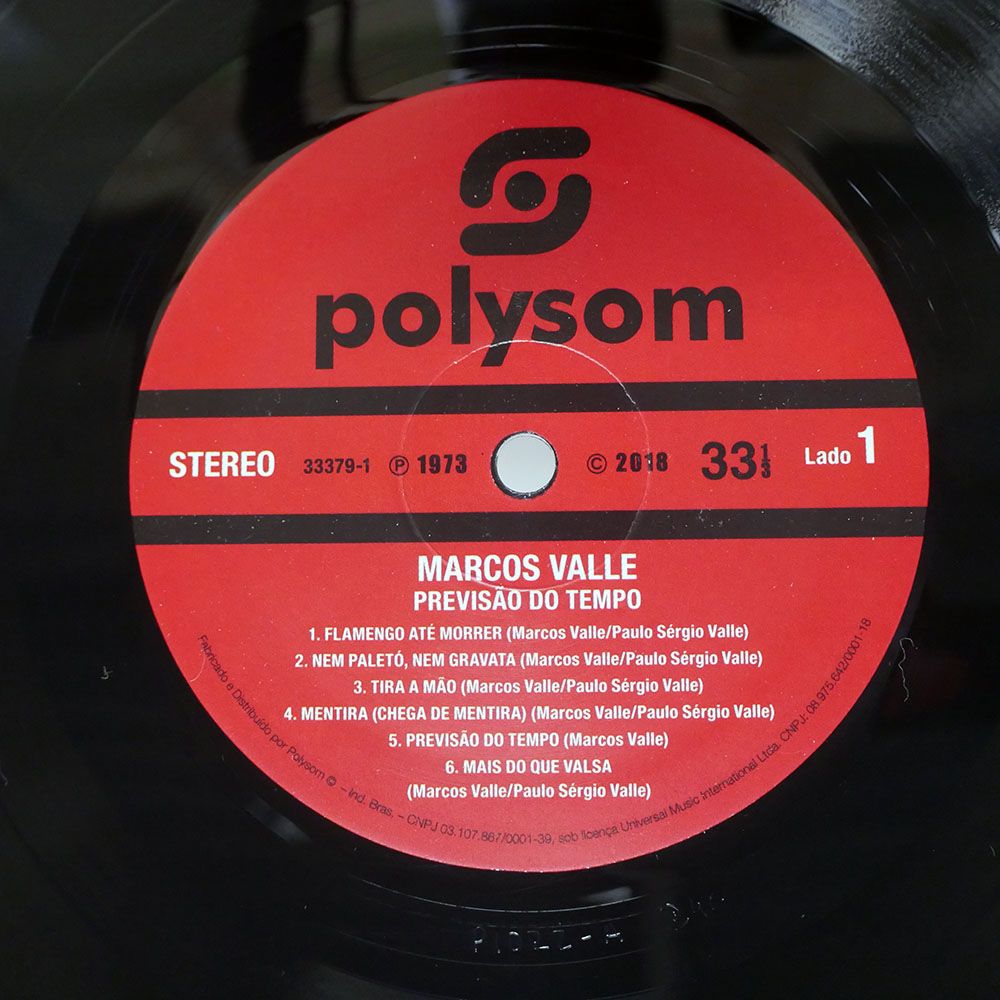 polysom
STEREO 33379-1 ℗ 1973 © 2018 33 1/3 Lado 1
MARCOS VALLE
PREVISÃO DO TEMPO
1. FLAMENGO ATÉ MORRER (Marcos Valle/Paulo Sérgio Valle)
2. NEM PALETÓ, NEM GRAVATA (Marcos Valle/Paulo Sérgio Valle)
3. TIRA A MÃO (Marcos Valle/Paulo Sérgio Valle)
4. MENTIRA (CHEGA DE MENTIRA) (Marcos Valle/Paulo Sérgio Valle)
5. PREVISÃO DO TEMPO (Marcos Valle)
6. MAIS DO QUE VALSA
(Marcos Valle/Paulo Sérgio Valle)
Fabricado e Distribuído por Polysom © – Ind. Bras. – CNPJ 03.107.867/0001-39, sob licença Universal Music International Ltda. CNPJ: 08.975.642/0001-18